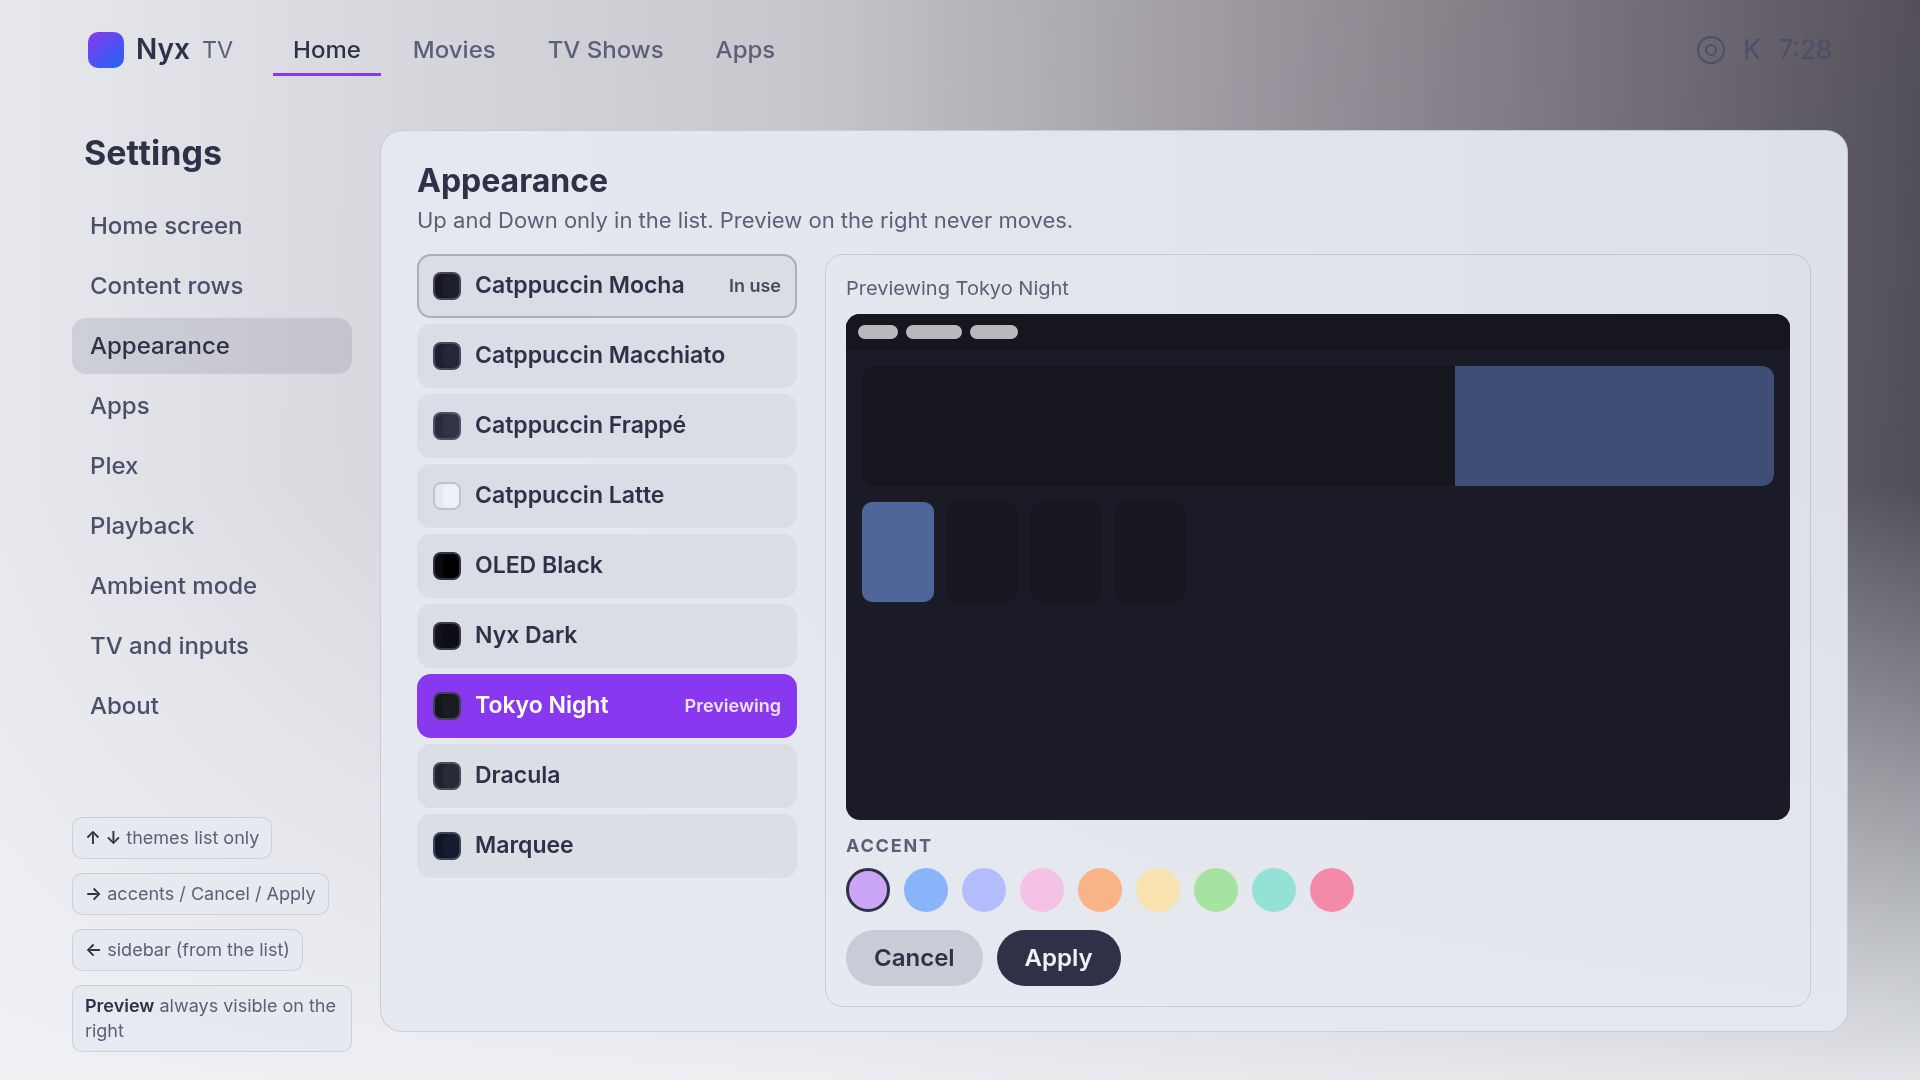 Nyx TV Home Movies TV Shows Apps K 7:28
Settings
Home screen
Content rows
Appearance
Apps
Plex
Playback
Ambient mode
TV and inputs
About
↑ ↓ themes list only
→ accents / Cancel / Apply
← sidebar (from the list)
Preview always visible on the
right
Appearance
Up and Down only in the list. Preview on the right never moves.
Catppuccin Mocha In use
Catppuccin Macchiato
Catppuccin Frappé
Catppuccin Latte
OLED Black
Nyx Dark
Tokyo Night Previewing
Dracula
Marquee
Previewing Tokyo Night
ACCENT
Cancel Apply